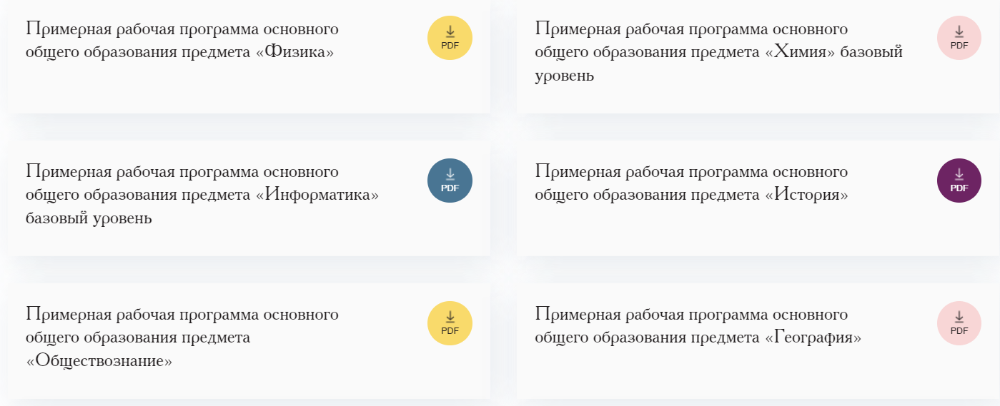 Примерная рабочая программа основного
общего образования предмета «Физика»
PDF
Примерная рабочая программа основного
общего образования предмета «Химия» базовый
уровень
PDF
Примерная рабочая программа основного
общего образования предмета «Информатика»
базовый уровень
PDF
Примерная рабочая программа основного
общего образования предмета «История»
PDF
Примерная рабочая программа основного
общего образования предмета
«Обществознание»
PDF
Примерная рабочая программа основного
общего образования предмета «География»
PDF